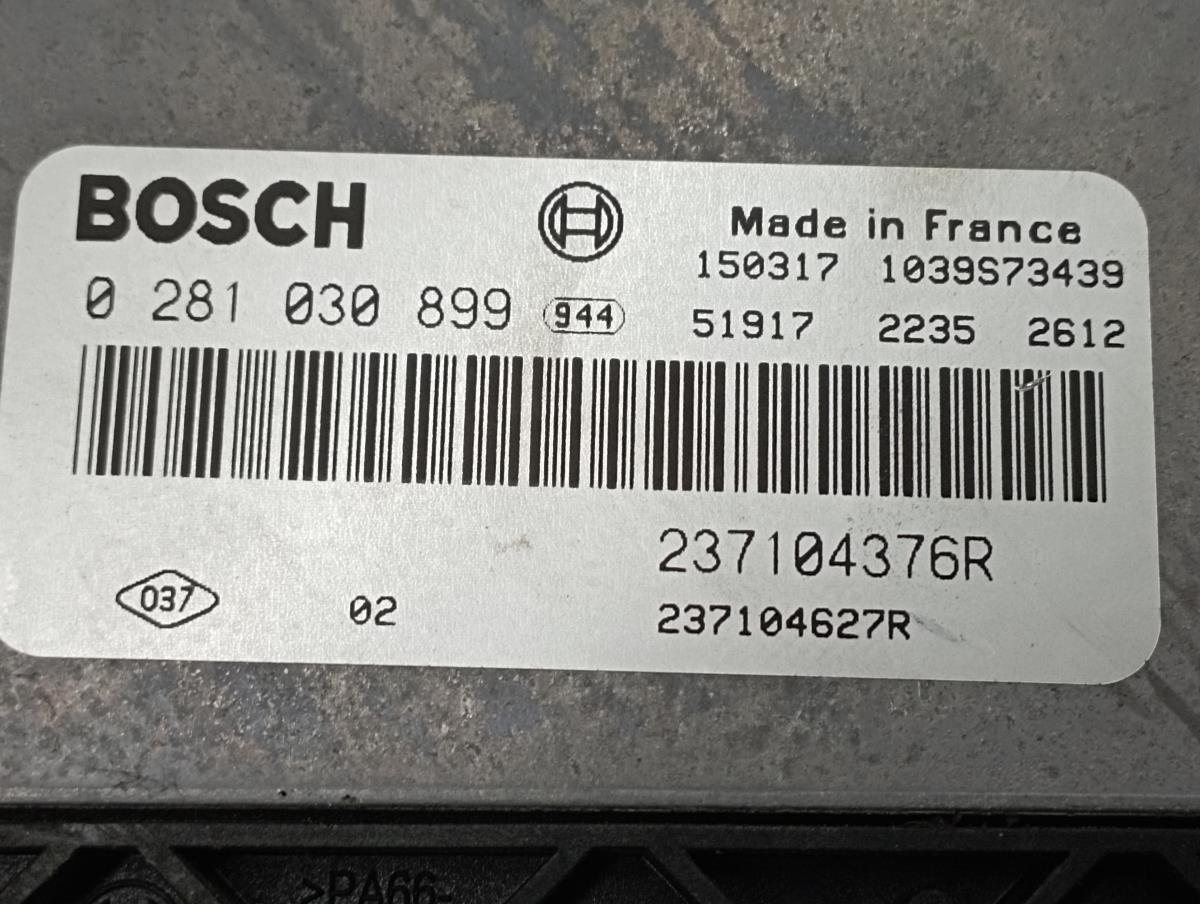 BOSCH
Made in France
150317 1039S73439
0 281 030 899 944
51917 2235 2612
237104376R
037 02
237104627R
>PA66-